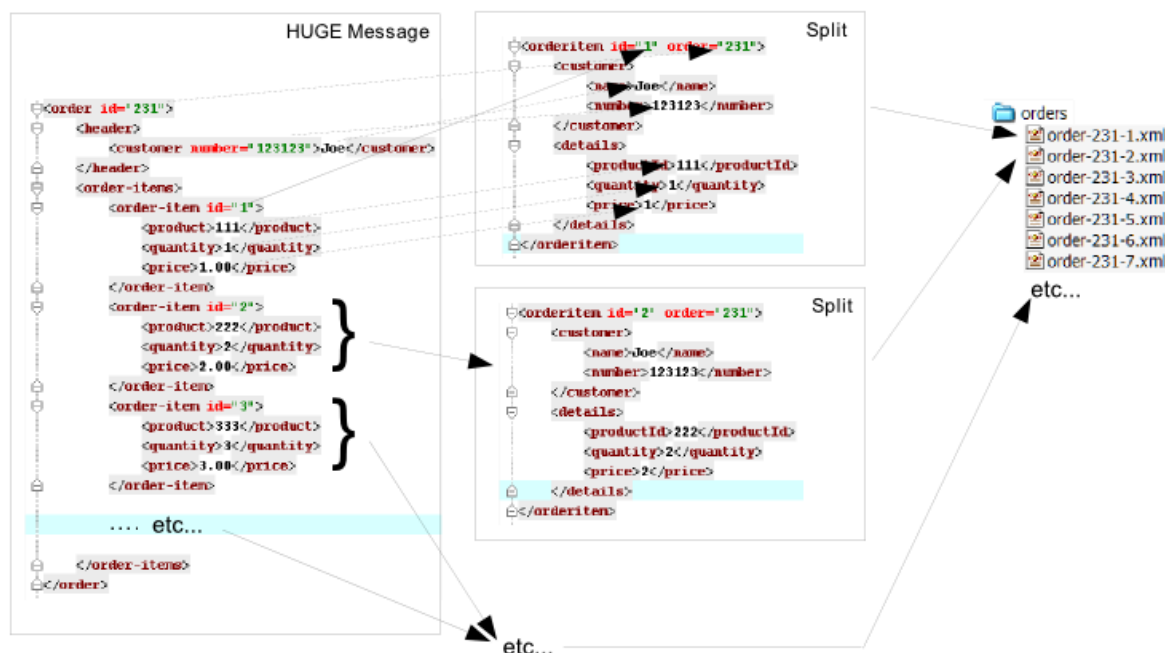 HUGE Message
<order id="231">
<header>
<customer number="123123">Joe</customer>
</header>
<order-items>
<order-item id="1">
<product>111</product>
<quantity>1</quantity>
<price>1.00</price>
</order-item>
<order-item id="2">
<product>222</product>
<quantity>2</quantity>
<price>2.00</price>
</order-item>
<order-item id="3">
<product>333</product>
<quantity>3</quantity>
<price>3.00</price>
</order-item>
.... etc...
</order-items>
</order>
Split
<orderitem id="1" order="231">
<customer>
<name>Joe</name>
<number>123123</number>
</customer>
<details>
<productId>111</productId>
<quantity>1</quantity>
<price>1</price>
</details>
</orderitem>
Split
<orderitem id="2" order="231">
<customer>
<name>Joe</name>
<number>123123</number>
</customer>
<details>
<productId>222</productId>
<quantity>2</quantity>
<price>2</price>
</details>
</orderitem>
etc...
orders
order-231-1.xml
order-231-2.xml
order-231-3.xml
order-231-4.xml
order-231-5.xml
order-231-6.xml
order-231-7.xml
etc...